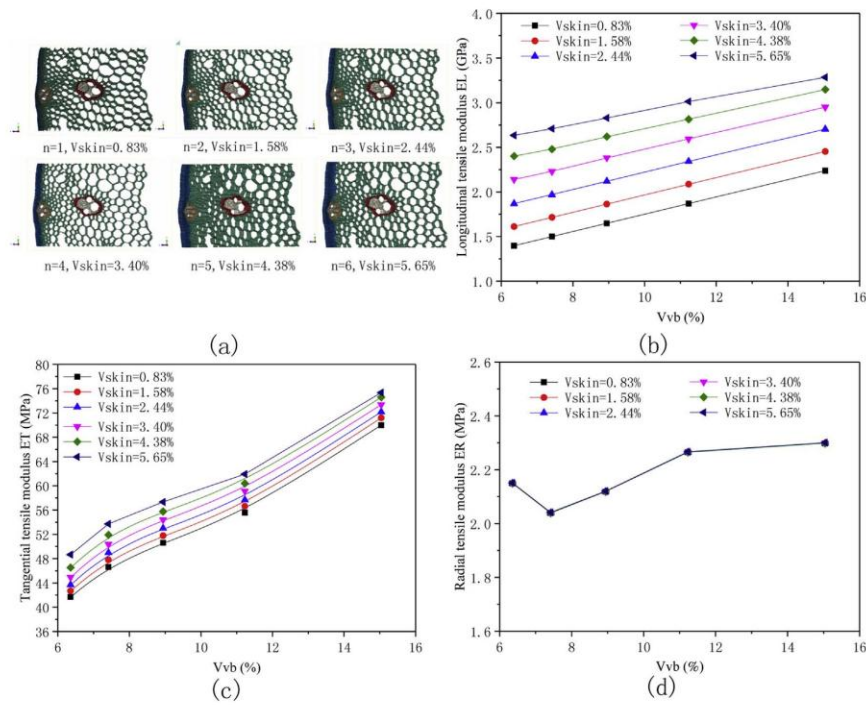 n=1, Vskin=0.83%
n=2, Vskin=1.58%
n=3, Vskin=2.44%
n=4, Vskin=3.40%
n=5, Vskin=4.38%
n=6, Vskin=5.65%
(a)
Longitudinal tensile modulus EL (GPa)
4.0
3.5
3.0
2.5
2.0
1.5
1.0
Vskin=0.83%
Vskin=1.58%
Vskin=2.44%
Vskin=3.40%
Vskin=4.38%
Vskin=5.65%
6 8 10 12 14 16
Vvb (%)
(b)
Tangential tensile modulus ET (MPa)
80
76
72
68
64
60
56
52
48
44
40
36
Vskin=0.83%
Vskin=1.58%
Vskin=2.44%
Vskin=3.40%
Vskin=4.38%
Vskin=5.65%
6 8 10 12 14 16
Vvb (%)
(c)
Radial tensile modulus ER (MPa)
2.6
2.4
2.2
2.0
1.8
1.6
Vskin=0.83%
Vskin=1.58%
Vskin=2.44%
Vskin=3.40%
Vskin=4.38%
Vskin=5.65%
6 8 10 12 14 16
Vvb (%)
(d)